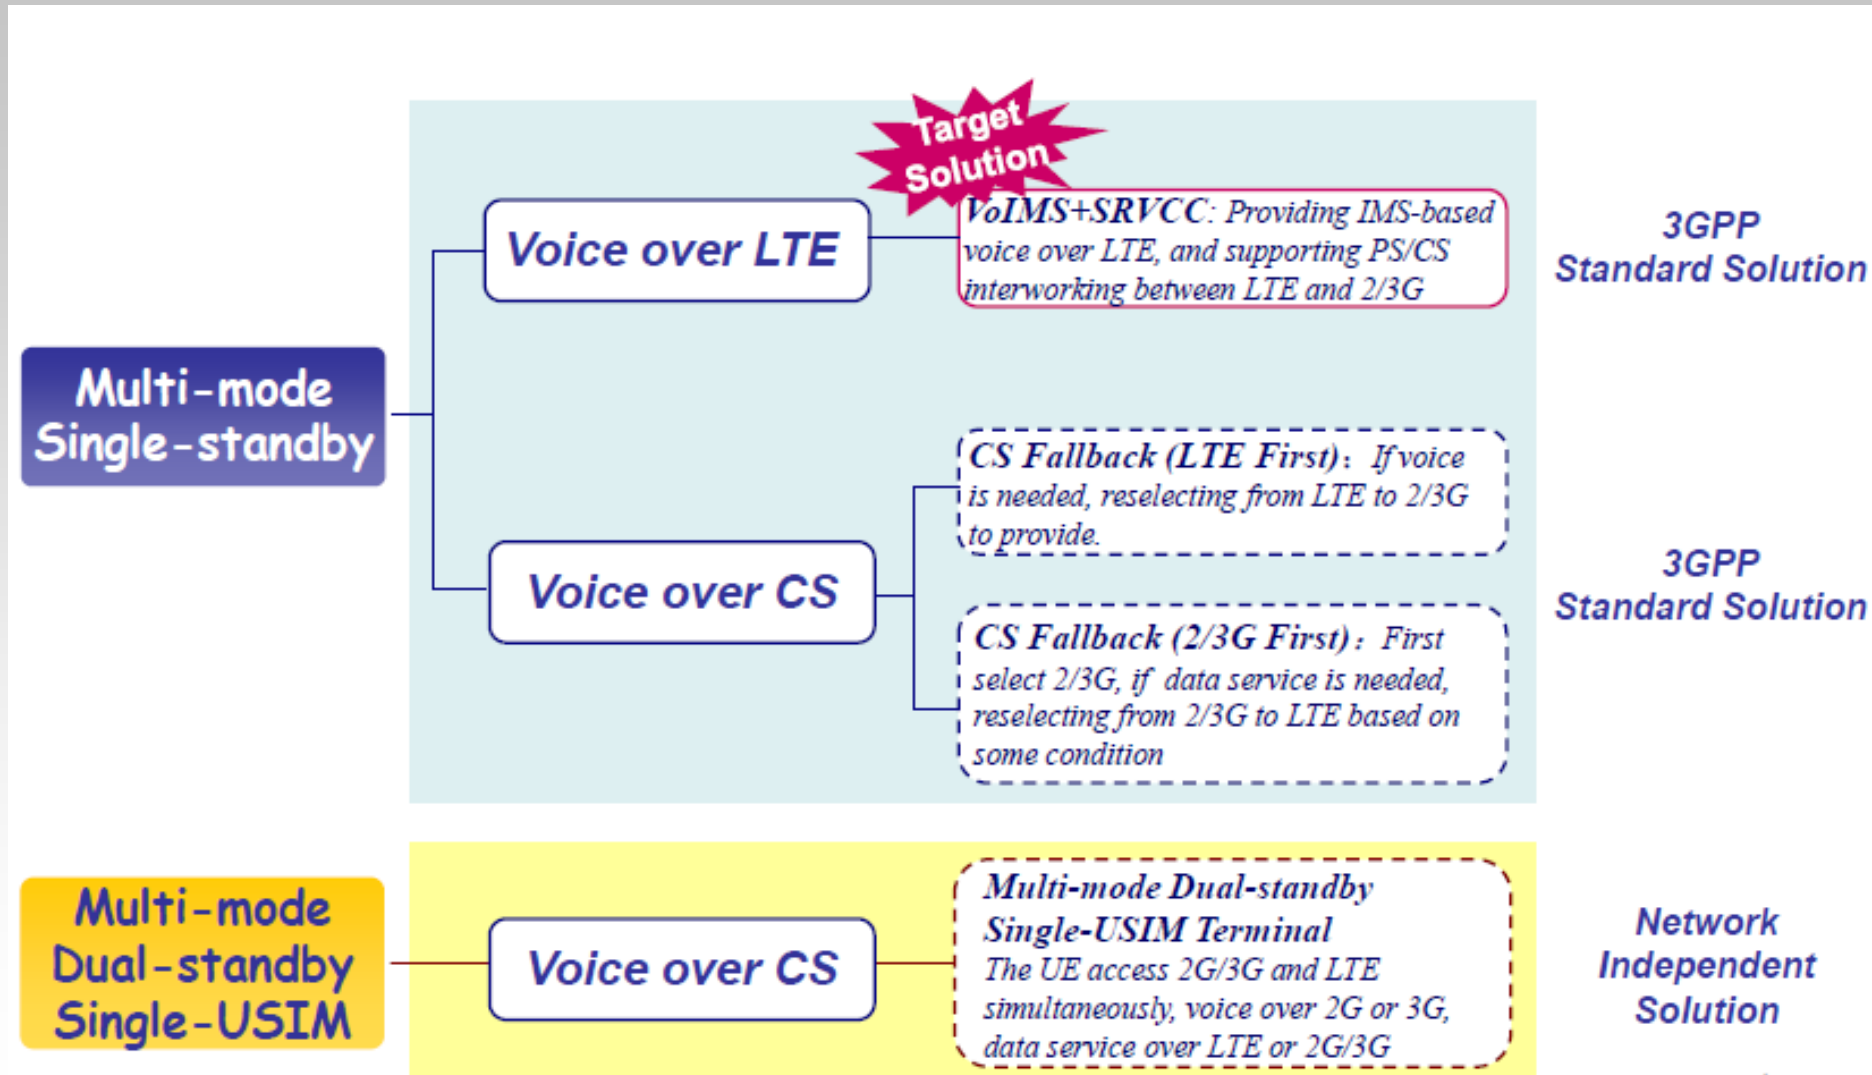 Target
Solution
Voice over LTE
VoIMS+SRVCC: Providing IMS-based
voice over LTE, and supporting PS/CS
interworking between LTE and 2/3G
3GPP
Standard Solution
Multi-mode
Single-standby
CS Fallback (LTE First)：If voice
is needed, reselecting from LTE to 2/3G
to provide.
Voice over CS
CS Fallback (2/3G First)：First
select 2/3G, if data service is needed,
reselecting from 2/3G to LTE based on
some condition
3GPP
Standard Solution
Multi-mode
Dual-standby
Single-USIM
Voice over CS
Multi-mode Dual-standby
Single-USIM Terminal
The UE access 2G/3G and LTE
simultaneously, voice over 2G or 3G,
data service over LTE or 2G/3G
Network
Independent
Solution